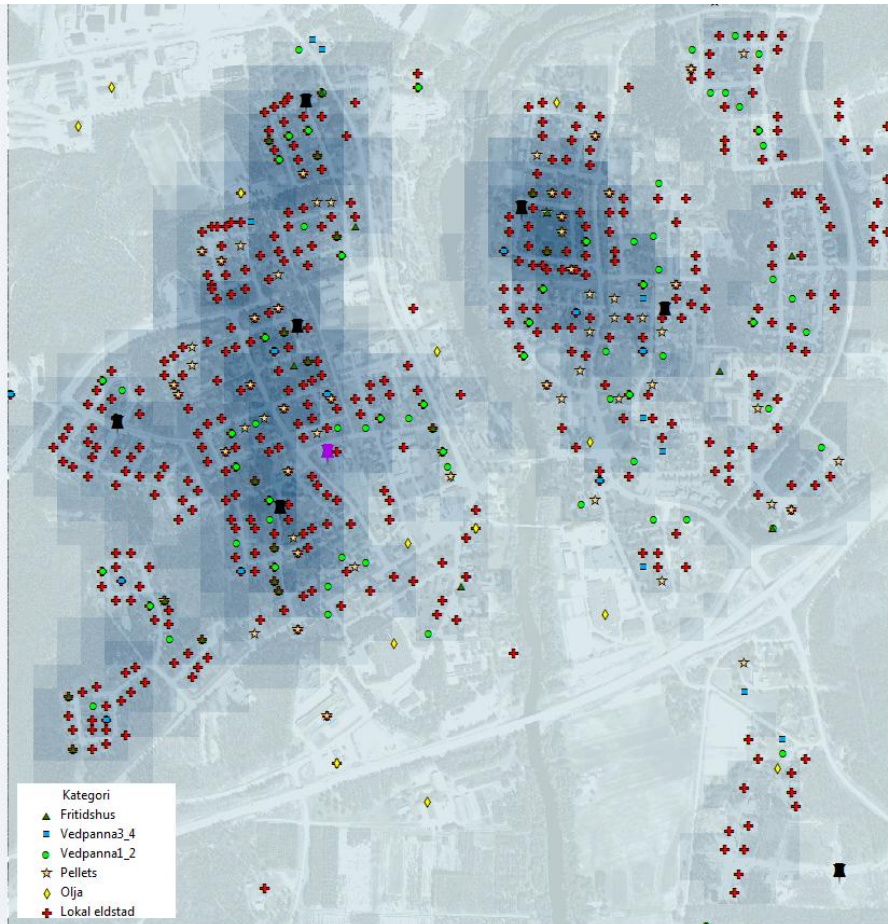 Kategori
Fritidshus
Vedpanna3_4
Vedpanna1_2
Pellets
Olja
Lokal eldstad